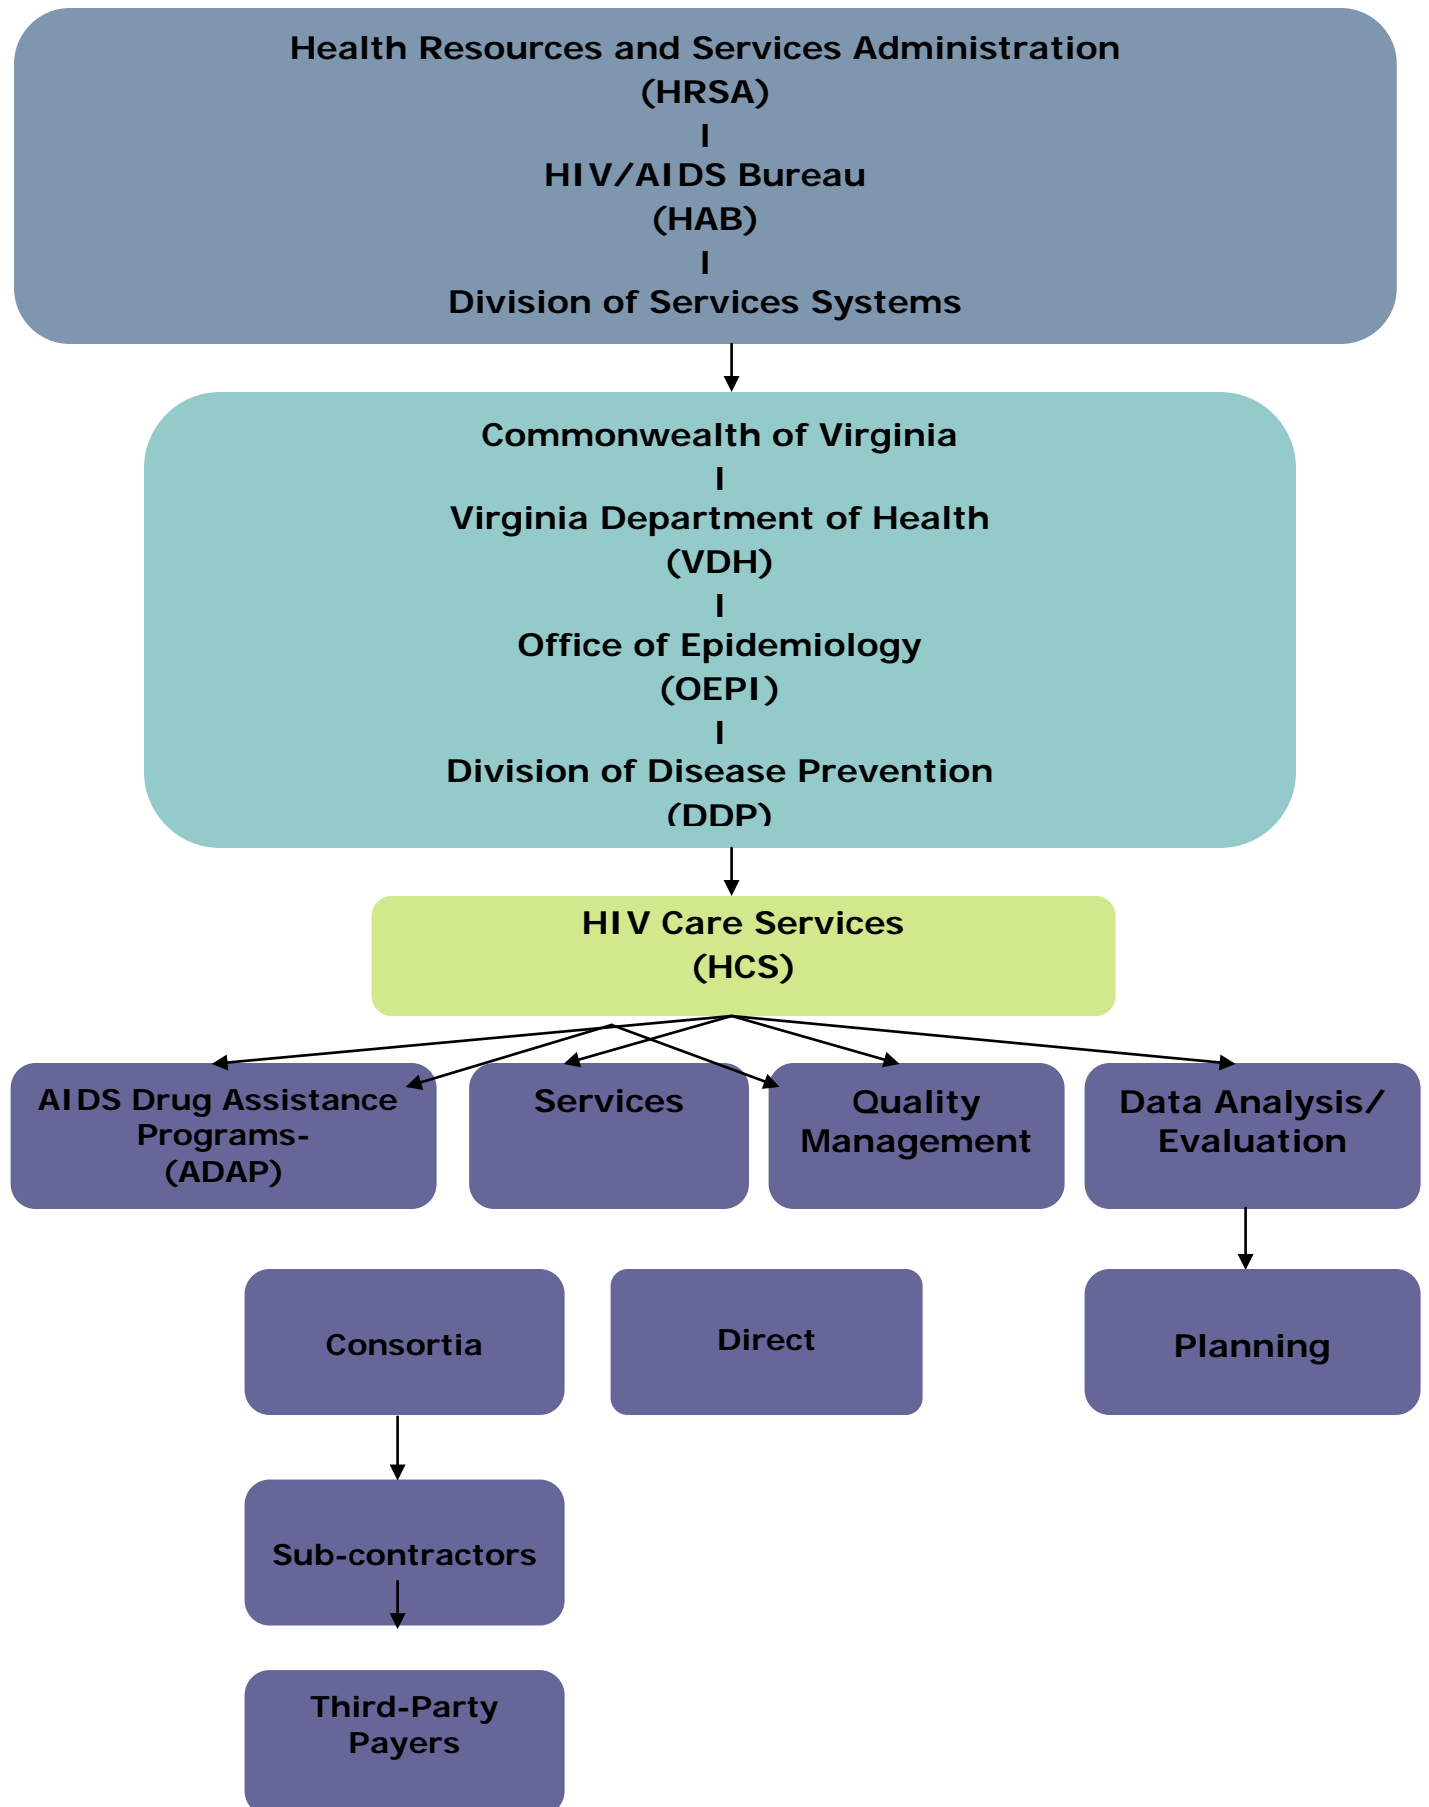 Health Resources and Services Administration
(HRSA)
I
HIV/AIDS Bureau
(HAB)
I
Division of Services Systems
Commonwealth of Virginia
I
Virginia Department of Health
(VDH)
I
Office of Epidemiology
(OEPI)
I
Division of Disease Prevention
(DDP)
HIV Care Services
(HCS)
AIDS Drug Assistance
Programs-
(ADAP)
Services
Quality
Management
Data Analysis/
Evaluation
Consortia
Direct
Planning
Sub-contractors
Third-Party
Payers